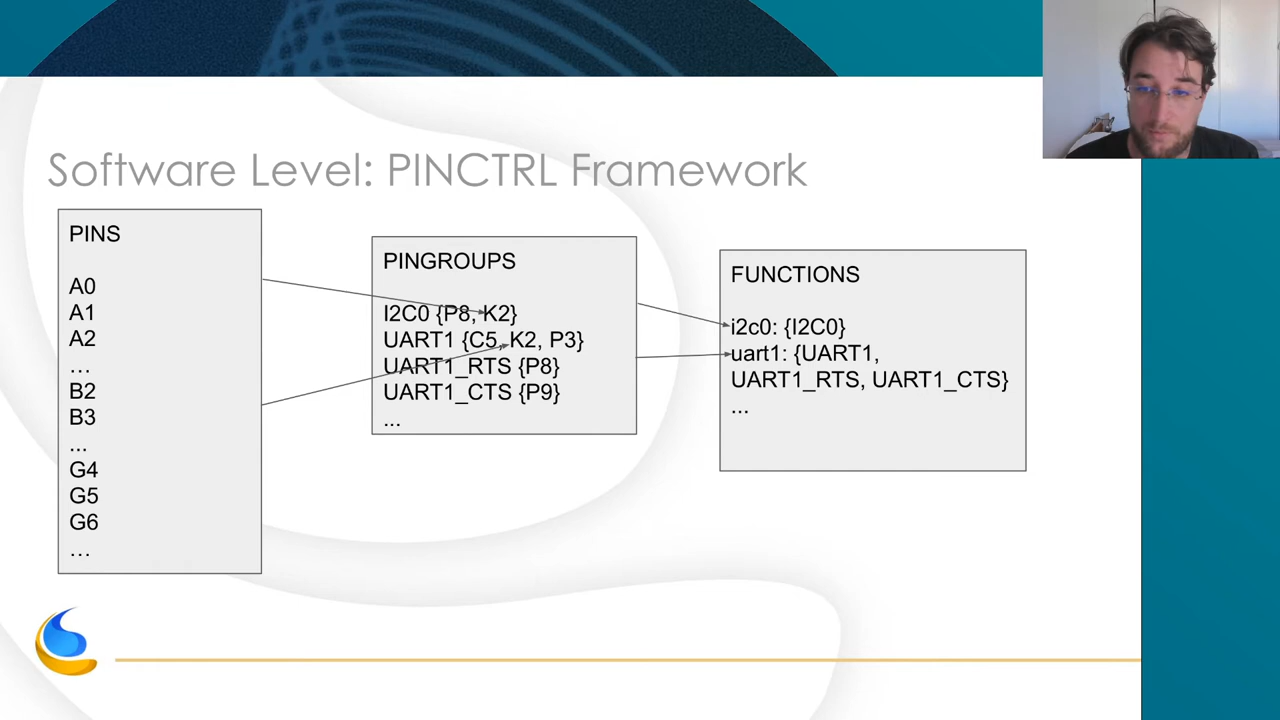 Software Level: PINCTRL Framework
PINS
A0
A1
A2
...
B2
B3
...
G4
G5
G6
...
PINGROUPS
I2C0 {P8, K2}
UART1 {C5, K2, P3}
UART1_RTS {P8}
UART1_CTS {P9}
...
FUNCTIONS
i2c0: {I2C0}
uart1: {UART1,
UART1_RTS, UART1_CTS}
...